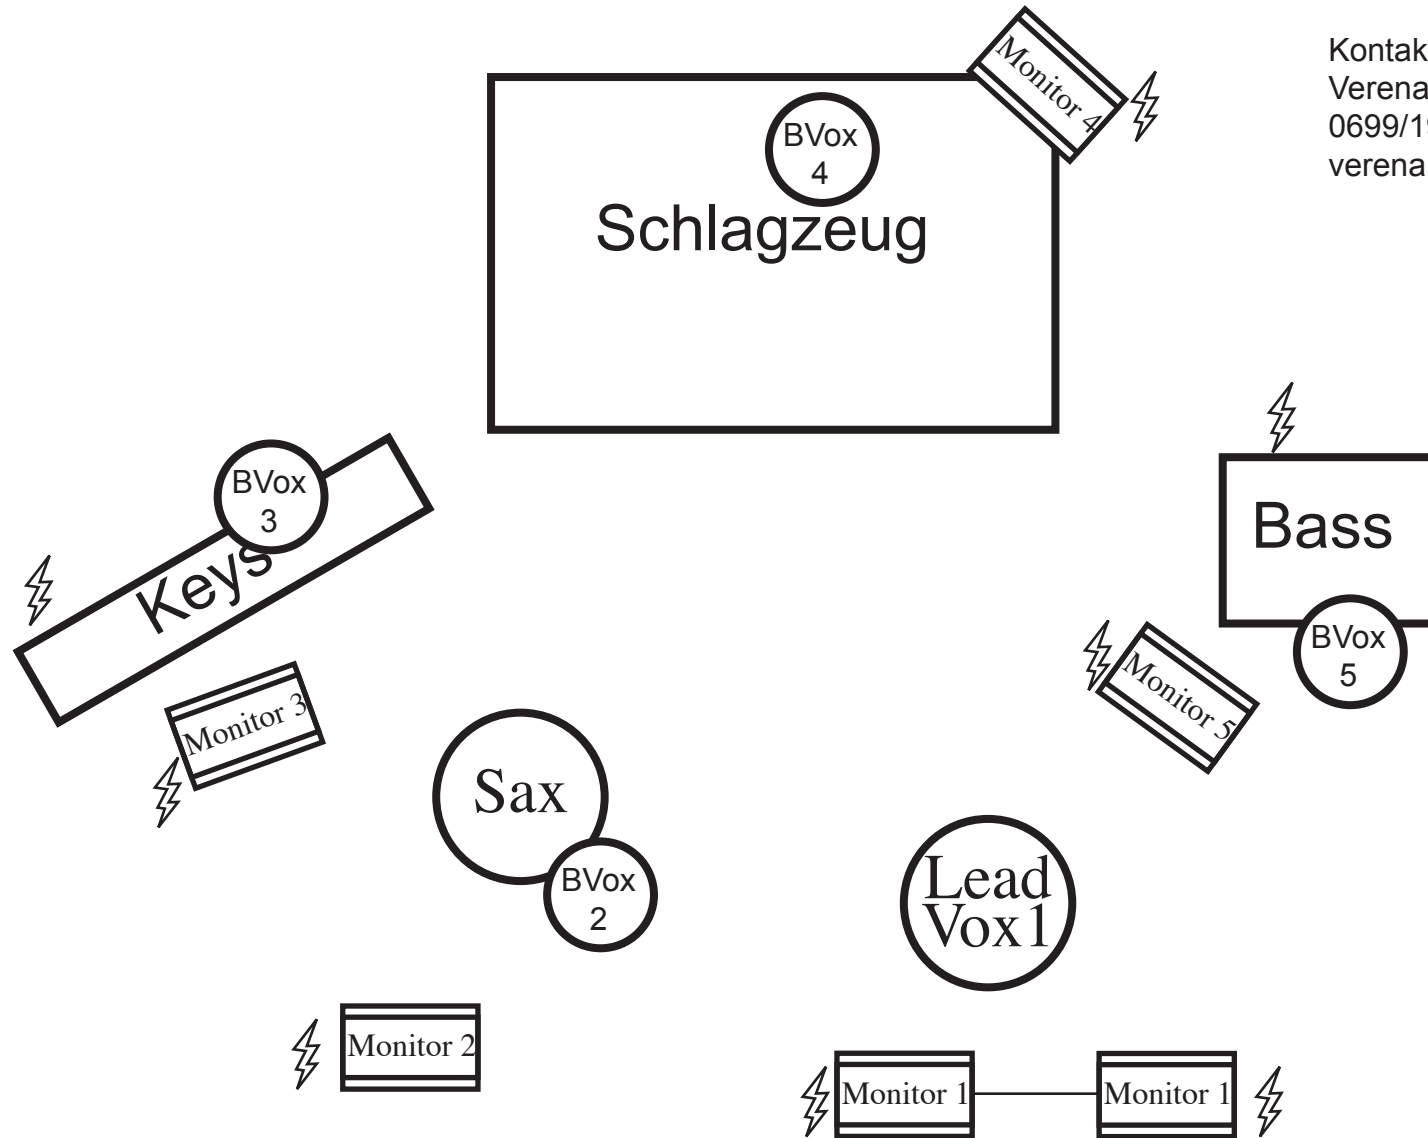 Monitor 4
Kontak
Verena
0699/19
verena
BVox
4
Schlagzeug
BVox
3
Keys
Bass
BVox
5
Monitor 5
Monitor 3
Sax
BVox
2
Lead
Vox1
Monitor 2
Monitor 1
Monitor 1